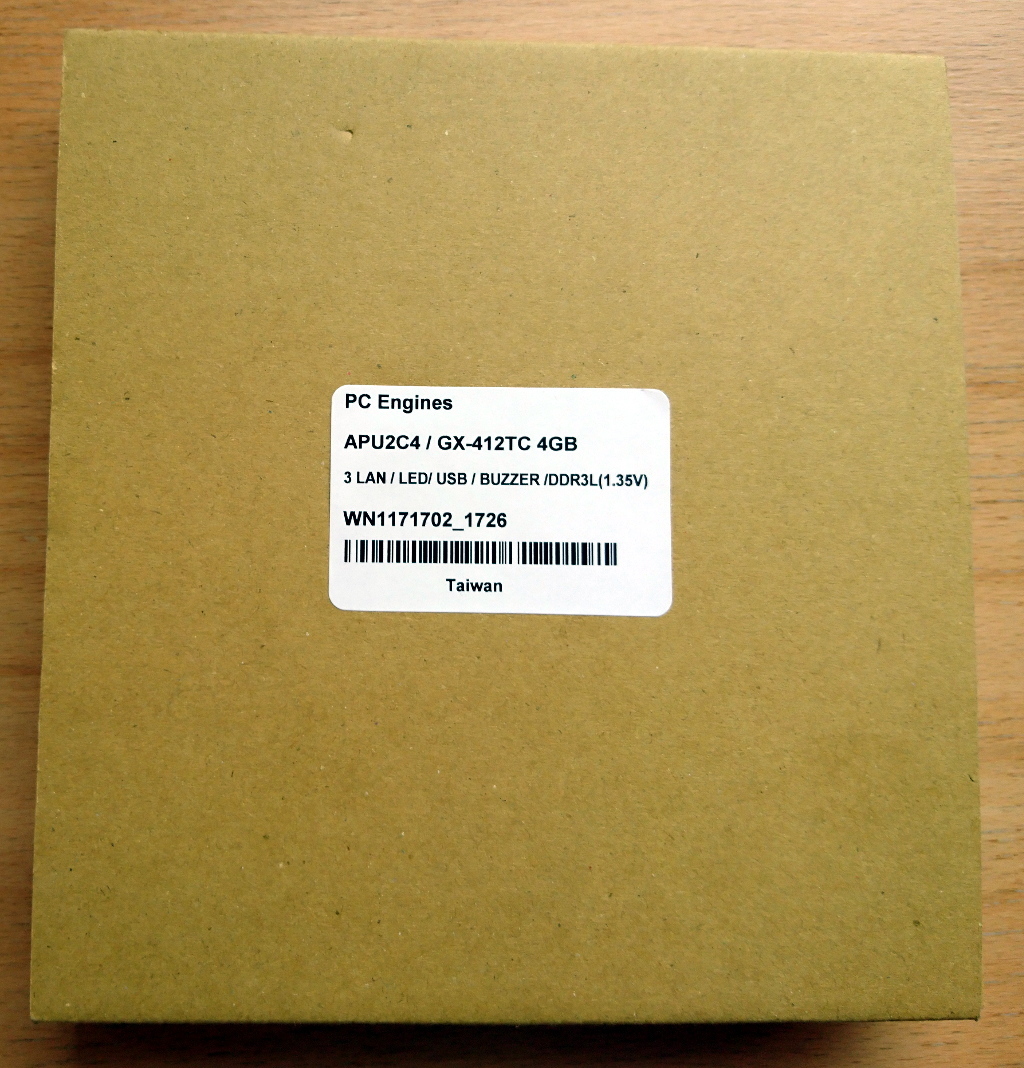 PC Engines
APU2C4 / GX-412TC 4GB
3 LAN / LED/ USB / BUZZER /DDR3L(1.35V)
WN1171702_1726
Taiwan